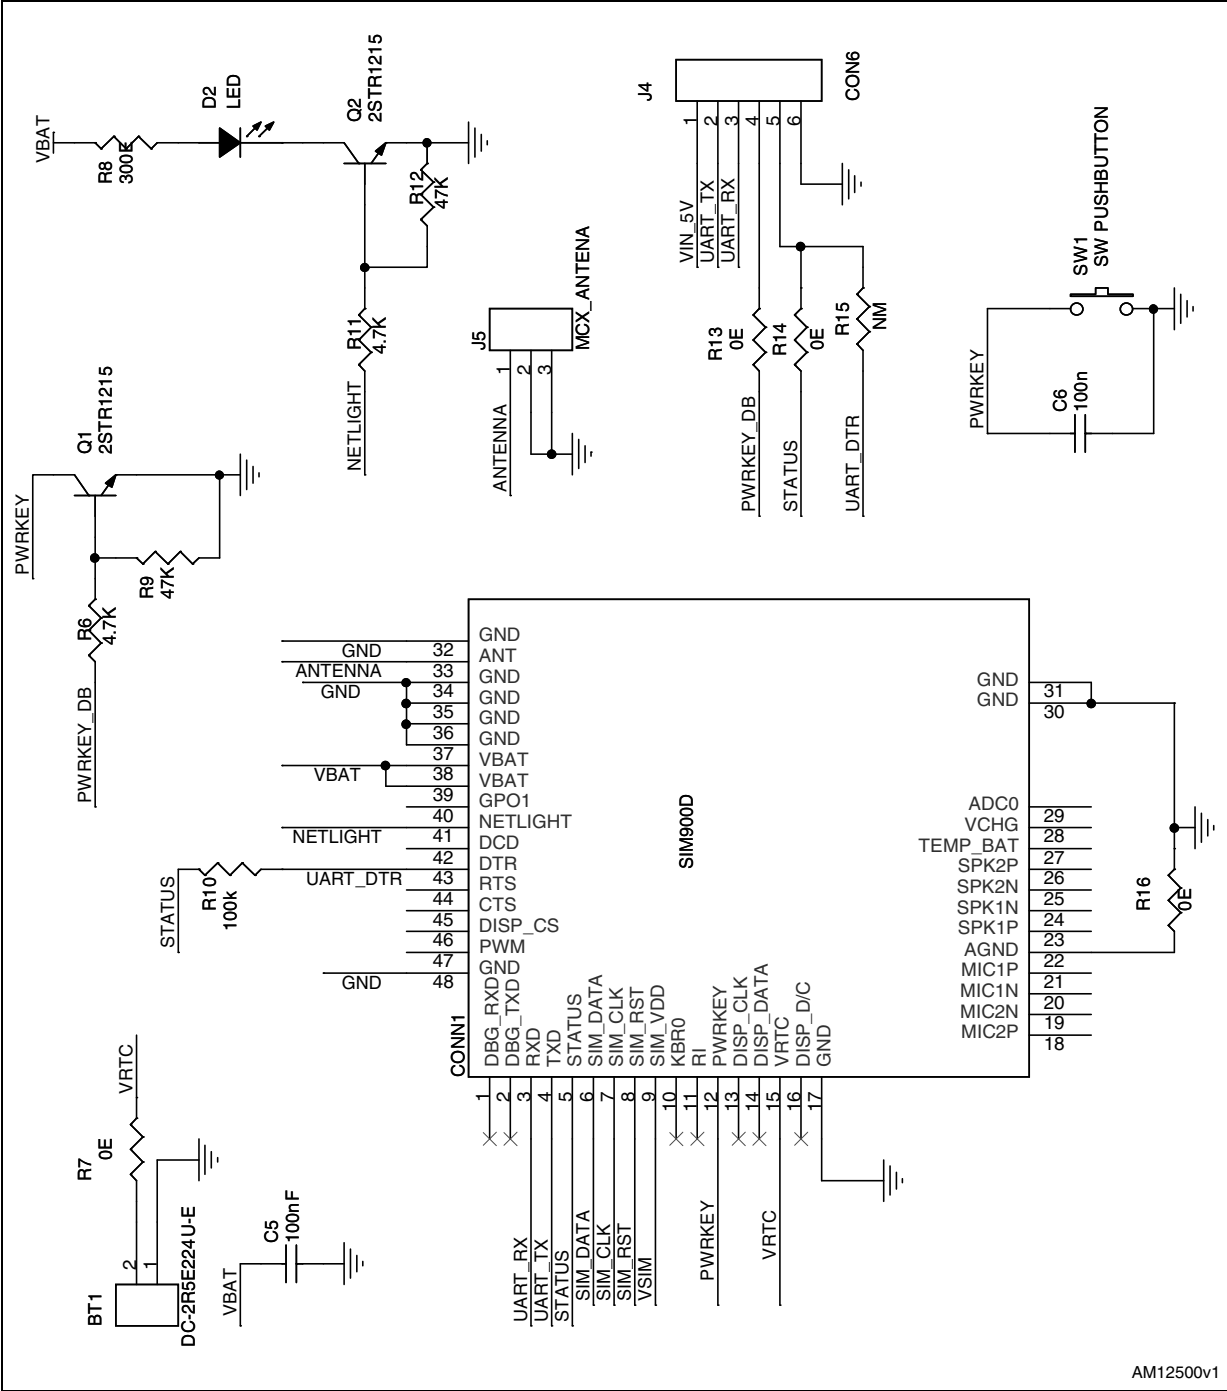 VBAT
R8
300E
D2
LED
Q2
2STR1215
R12
47K
R11
4.7K
NETLIGHT
J4
CON6
1
2
3
4
5
6
VIN_5V
UART_TX
UART_RX
R13
0E
R14
0E
R15
NM
PWRKEY_DB
STATUS
UART_DTR
SW1
SW PUSHBUTTON
PWRKEY
C6
100n
J5
MCX_ANTENA
1
2
3
ANTENNA
Q1
2STR1215
PWRKEY
R9
47K
R6
4.7K
PWRKEY_DB
GND
GND 32
ANT
ANTENNA 33
GND
GND 34
GND
35
GND
36
GND
37
VBAT
VBAT 38
VBAT
39
GPO1
40
NETLIGHT
NETLIGHT 41
DCD
42
DTR
UART_DTR 43
RTS
44
CTS
45
DISP_CS
46
PWM
47
GND
GND 48
STATUS
R10
100k
SIM900D
CONN1
GND
31
GND
30
ADC0
29
VCHG
28
TEMP_BAT
27
SPK2P
26
SPK2N
25
SPK1N
24
SPK1P
23
AGND
22
MIC1P
21
MIC1N
20
MIC2N
19
MIC2P
18
R16
0E
DBG_RXD
DBG_TXD
RXD
TXD
STATUS
SIM_DATA
SIM_CLK
SIM_RST
SIM_VDD
KBR0
RI
PWRKEY
DISP_CLK
DISP_DATA
VRTC
DISP_D/C
GND
1
2
3
4
5
6
7
8
9
10
11
12
13
14
15
16
17
UART_RX
UART_TX
STATUS
SIM_DATA
SIM_CLK
SIM_RST
VSIM
PWRKEY
VRTC
VRTC
R7
0E
2
1
BT1
DC-2R5E224U-E
VBAT
C5
100nF
AM12500v1